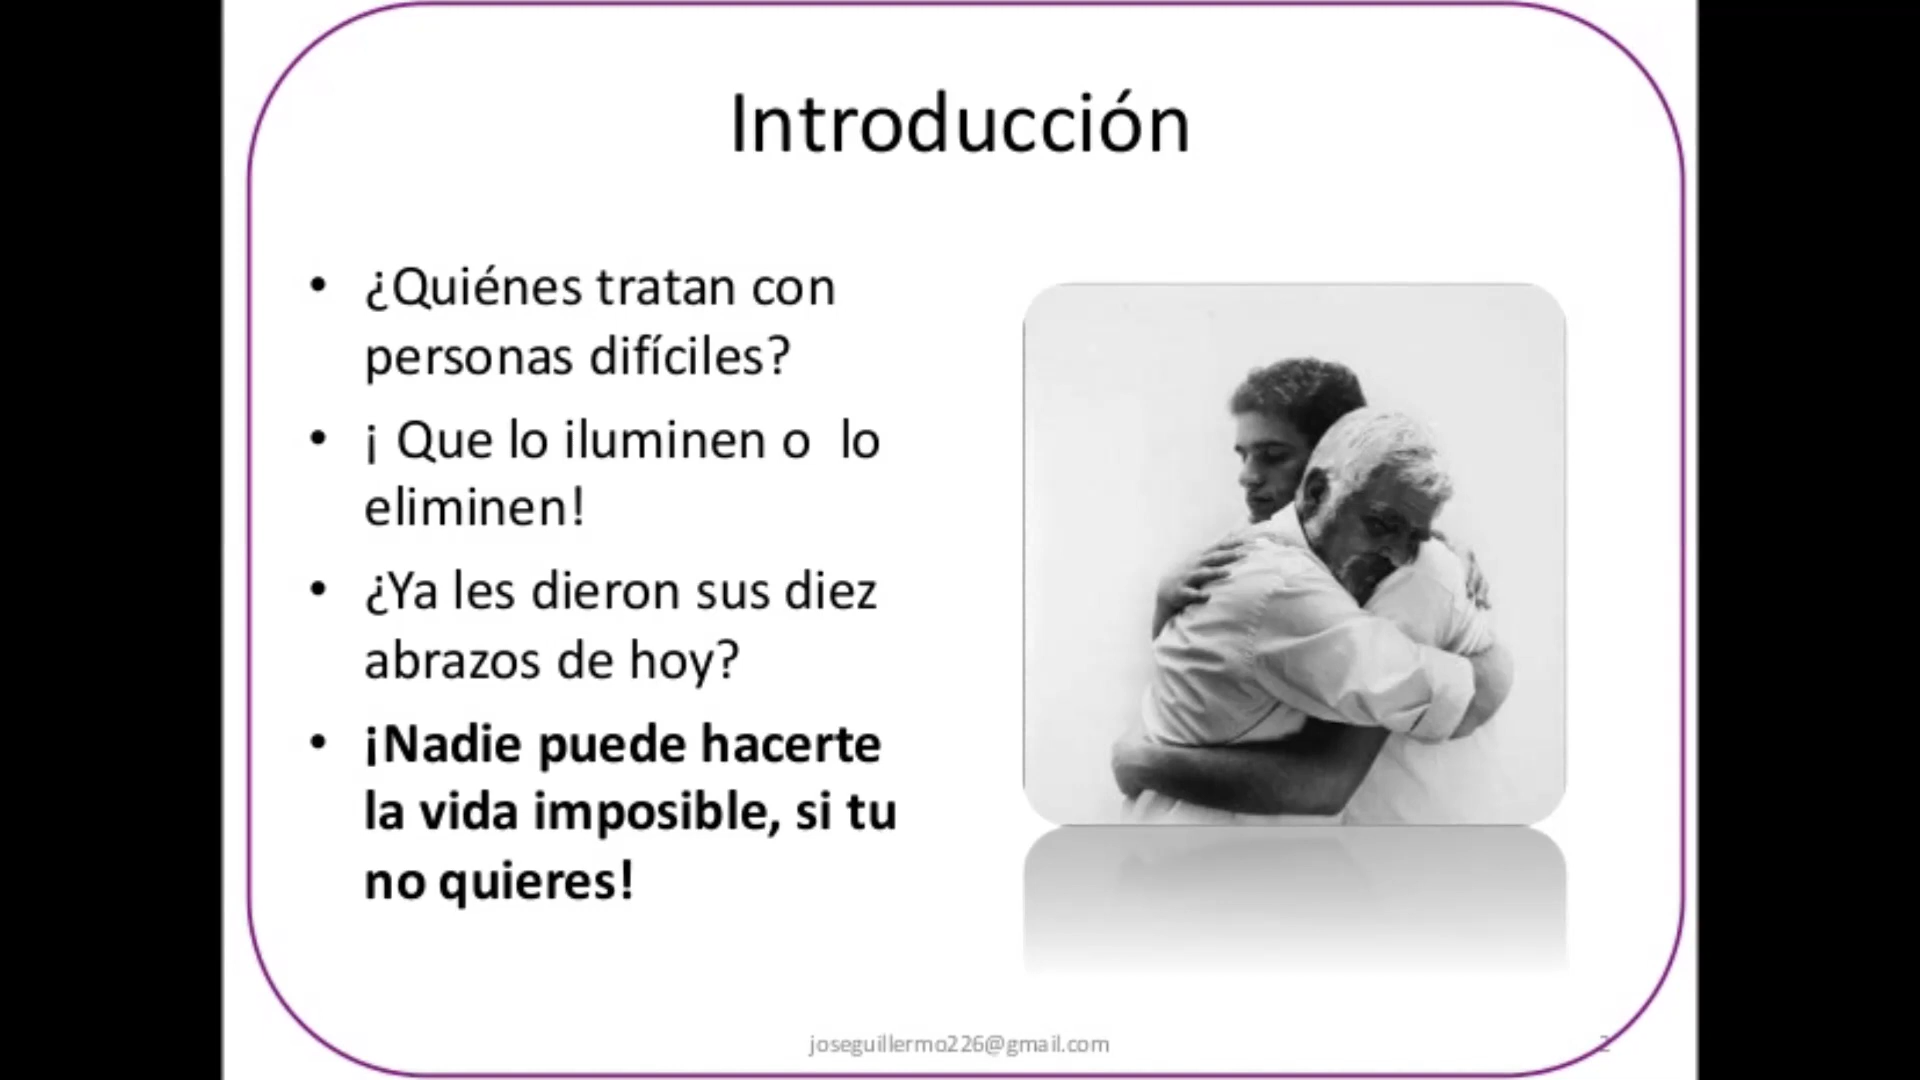 Introducción
• ¿Quiénes tratan con
personas difíciles?
• ¡ Que lo iluminen o  lo
eliminen!
• ¿Ya les dieron sus diez
abrazos de hoy?
• ¡Nadie puede hacerte
la vida imposible, si tu
no quieres!
joseguillermo226@gmail.com
2